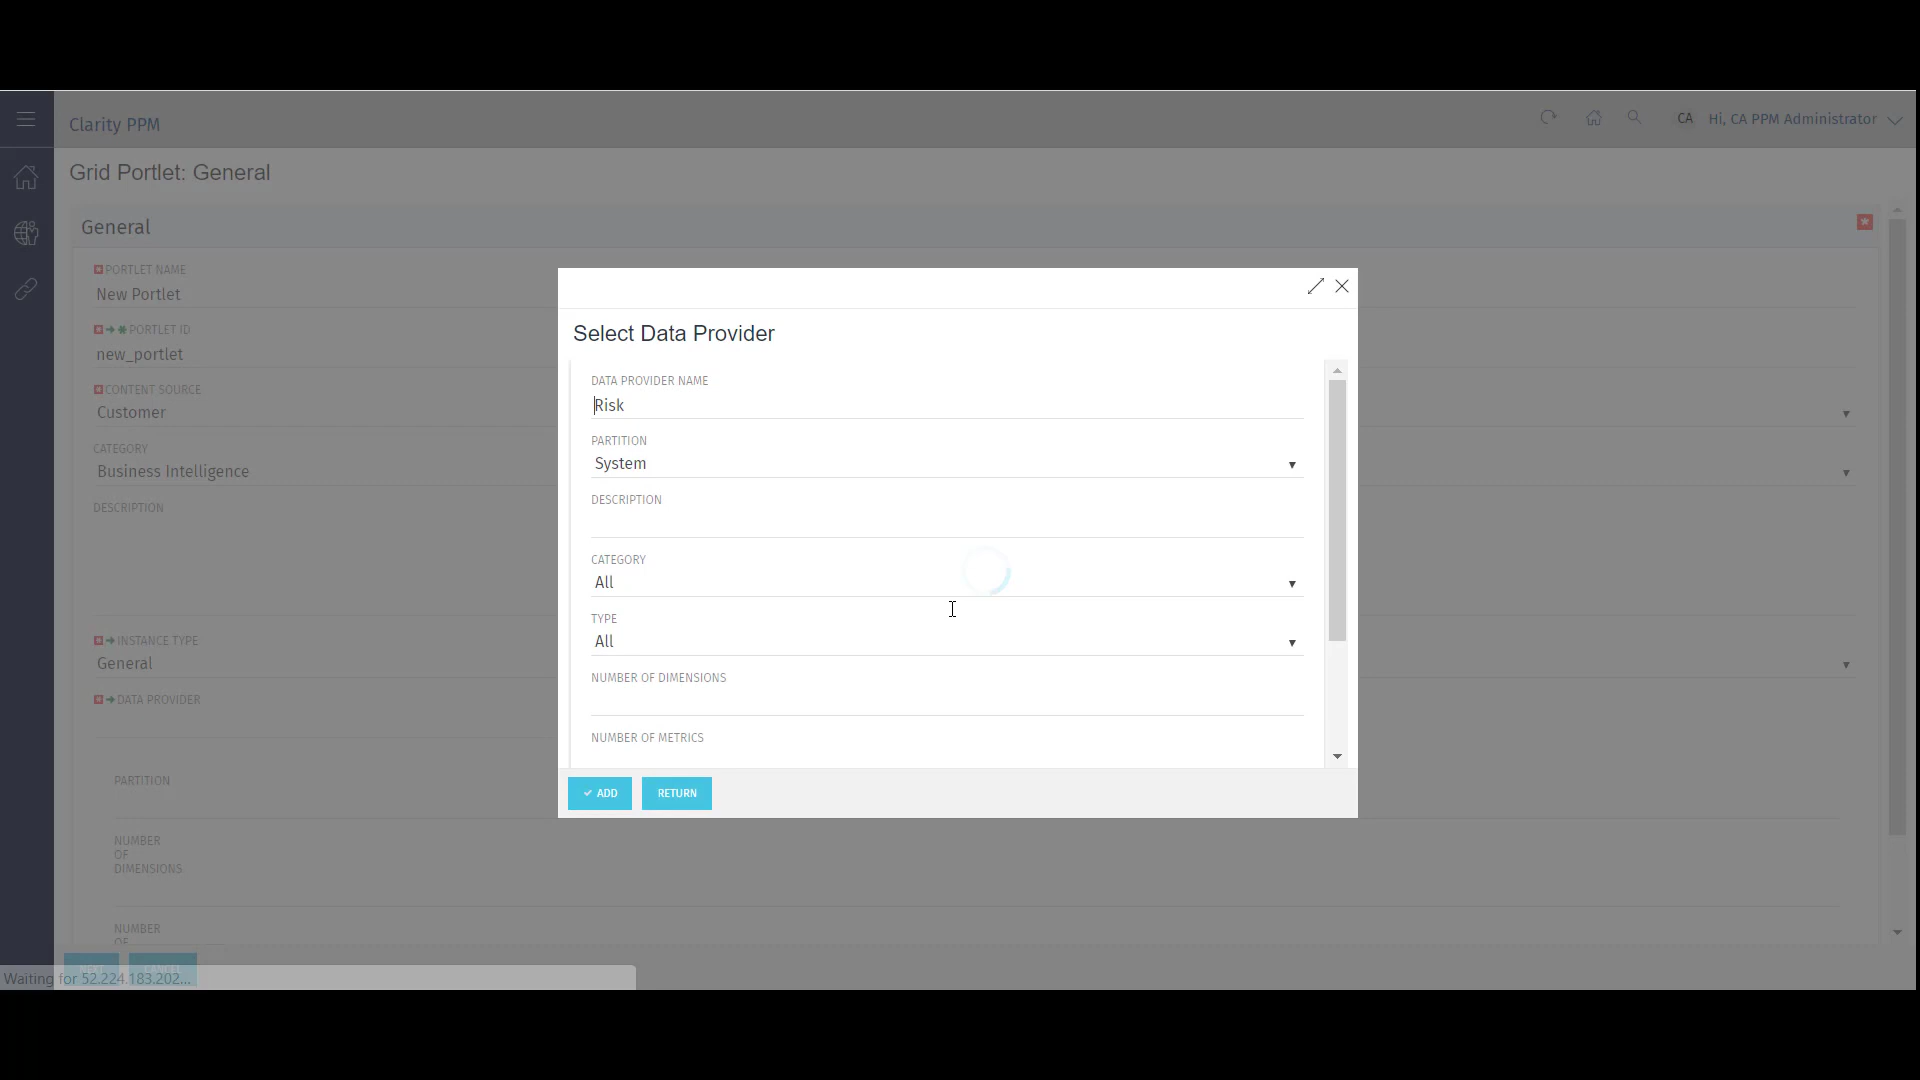 Clarity PPM
CA Hi, CA PPM Administrator
Grid Portlet: General
General
PORTLET NAME
New Portlet
PORTLET ID
new_portlet
CONTENT SOURCE
Customer
CATEGORY
Business Intelligence
DESCRIPTION
INSTANCE TYPE
General
DATA PROVIDER
PARTITION
NUMBER
OF
DIMENSIONS
NUMBER
OF
Select Data Provider
DATA PROVIDER NAME
Risk
PARTITION
System
DESCRIPTION
CATEGORY
All
TYPE
All
NUMBER OF DIMENSIONS
NUMBER OF METRICS
ADD
RETURN
Waiting for 52.224.183.202...